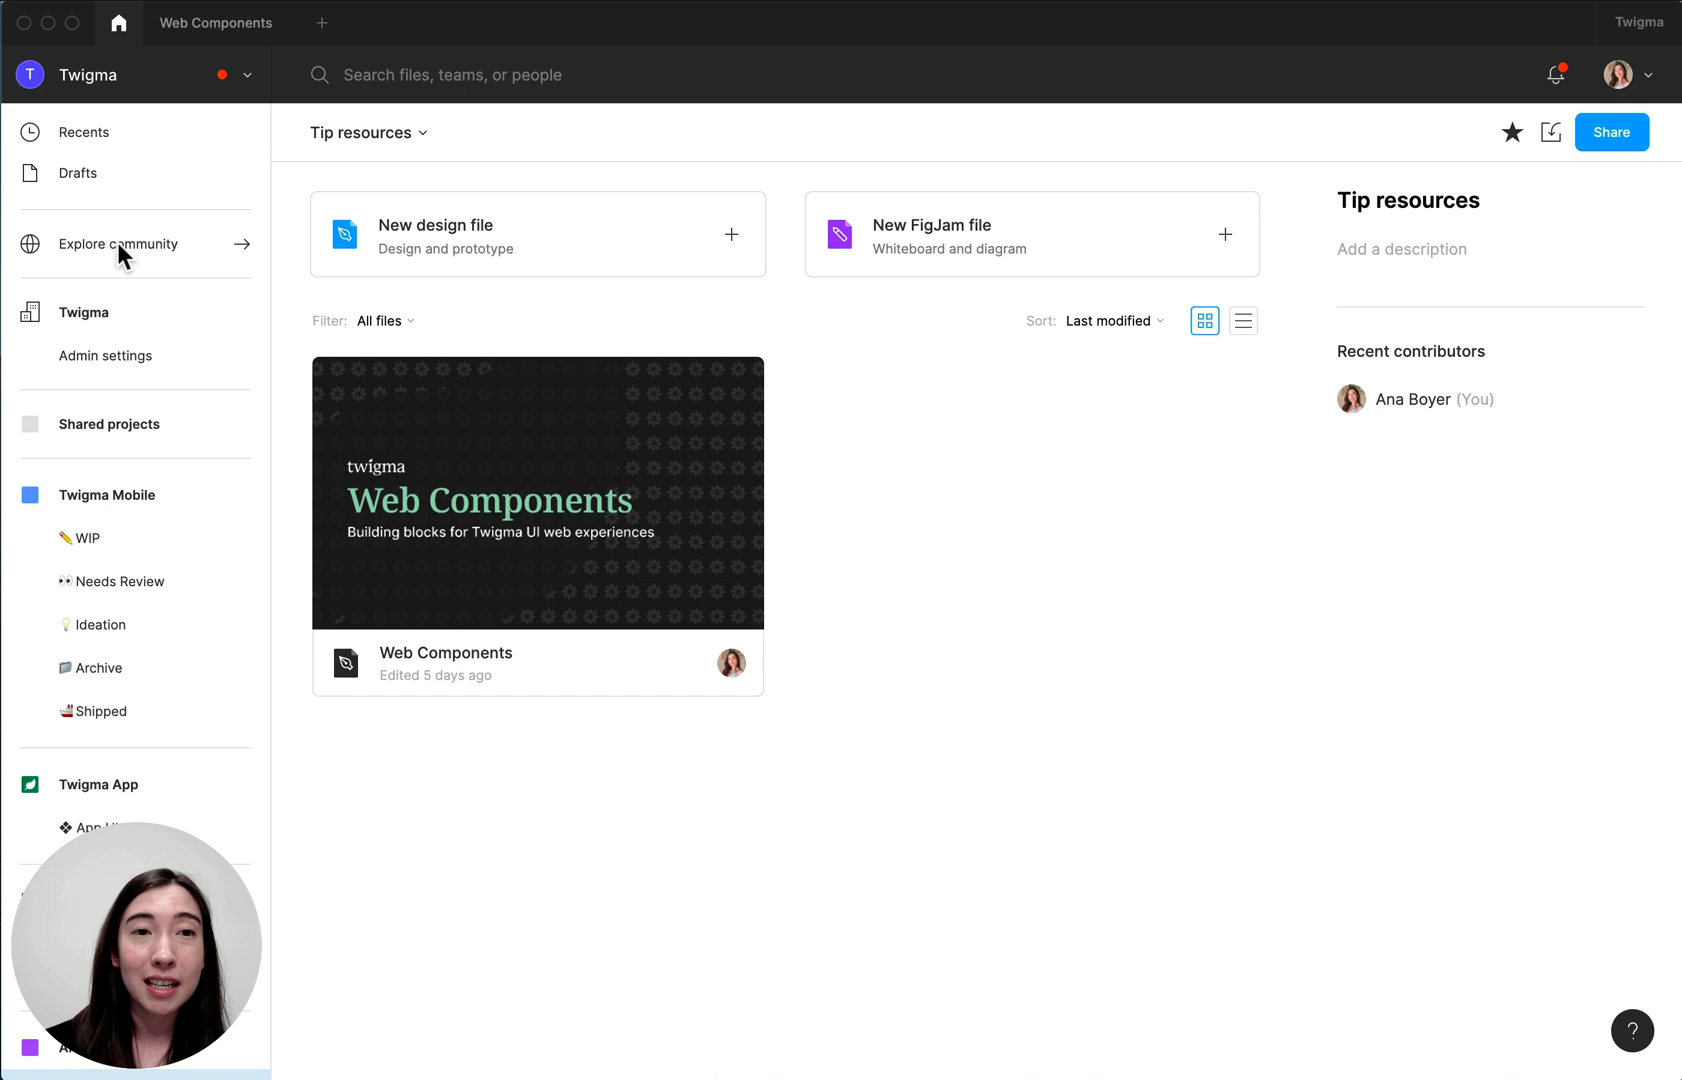 Web Components
Twigma
T
Twigma
Search files, teams, or people
Recents
Drafts
Explore community
Twigma
Admin settings
Shared projects
Twigma Mobile
WIP
Needs Review
Ideation
Archive
Shipped
Twigma App
Tip resources
Share
New design file
Design and prototype
New FigJam file
Whiteboard and diagram
Filter: All files
Sort: Last modified
twigma
Web Components
Building blocks for Twigma UI web experiences
Web Components
Edited 5 days ago
Tip resources
Add a description
Recent contributors
Ana Boyer (You)
?